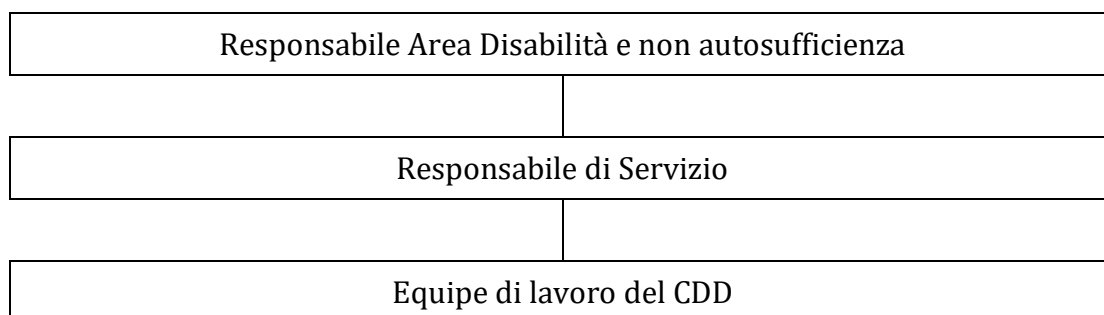 Responsabile Area Disabilità e non autosufficienza
Responsabile di Servizio
Equipe di lavoro del CDD